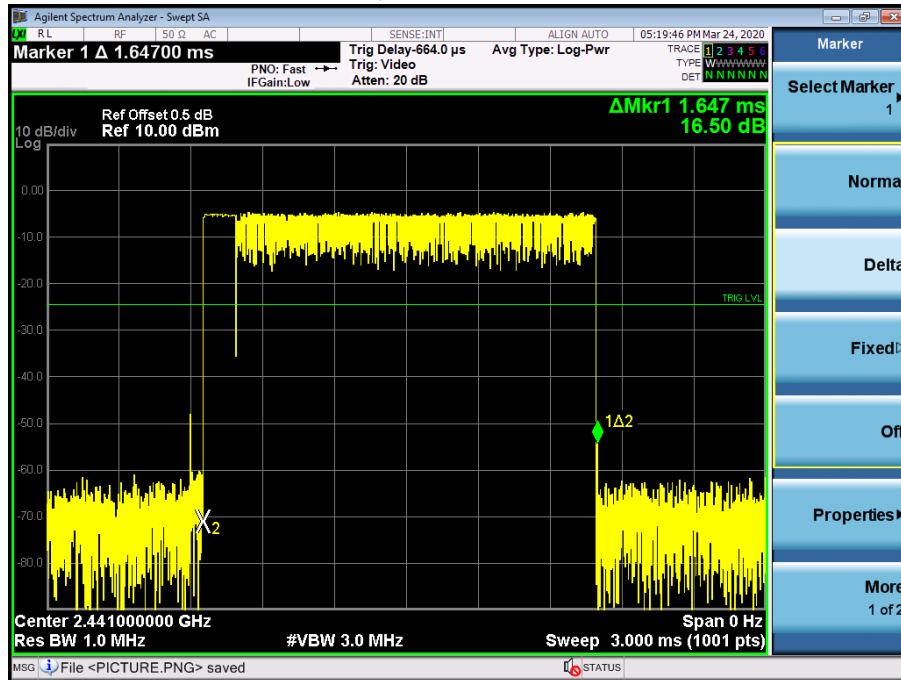 Agilent Spectrum Analyzer - Swept SA
LXI RL RF 50 Ω AC SENSE:INT ALIGN AUTO 05:19:46 PM Mar 24, 2020
Marker 1 Δ 1.64700 ms
Trig Delay-664.0 µs Avg Type: Log-Pwr TRACE 1 2 3 4 5 6
PNO: Fast Trig: Video TYPE WWWWWWW
IFGain:Low Atten: 20 dB DET N N N N N N
Marker
Select Marker
1
Ref Offset 0.5 dB ΔMkr1 1.647 ms
10 dB/div Ref 10.00 dBm 16.50 dB
Log
0.00
-10.0
-20.0
TRIG LVL
-30.0
-40.0
-50.0
1Δ2
-60.0
-70.0
2
-80.0
Norma
Delta
Fixed
Of
Properties
More
1 of 2
Center 2.441000000 GHz Span 0 Hz
Res BW 1.0 MHz #VBW 3.0 MHz Sweep 3.000 ms (1001 pts)
MSG File <PICTURE.PNG> saved STATUS